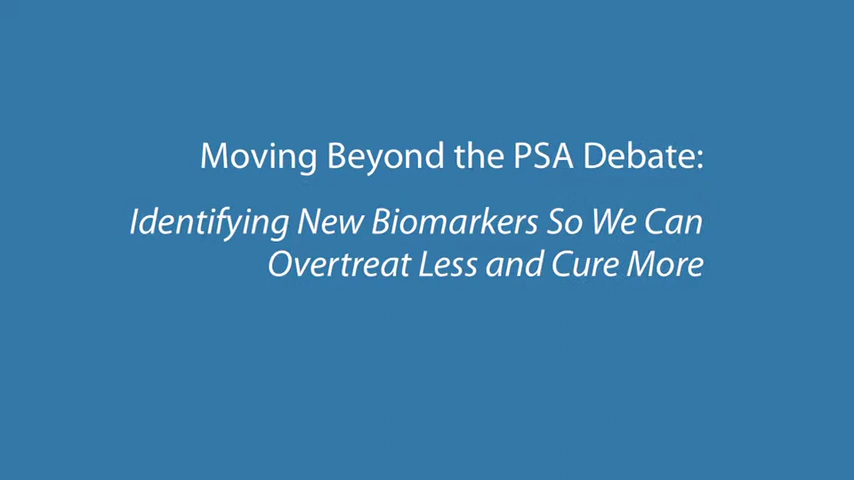 Moving Beyond the PSA Debate:
Identifying New Biomarkers So We Can
Overtreat Less and Cure More